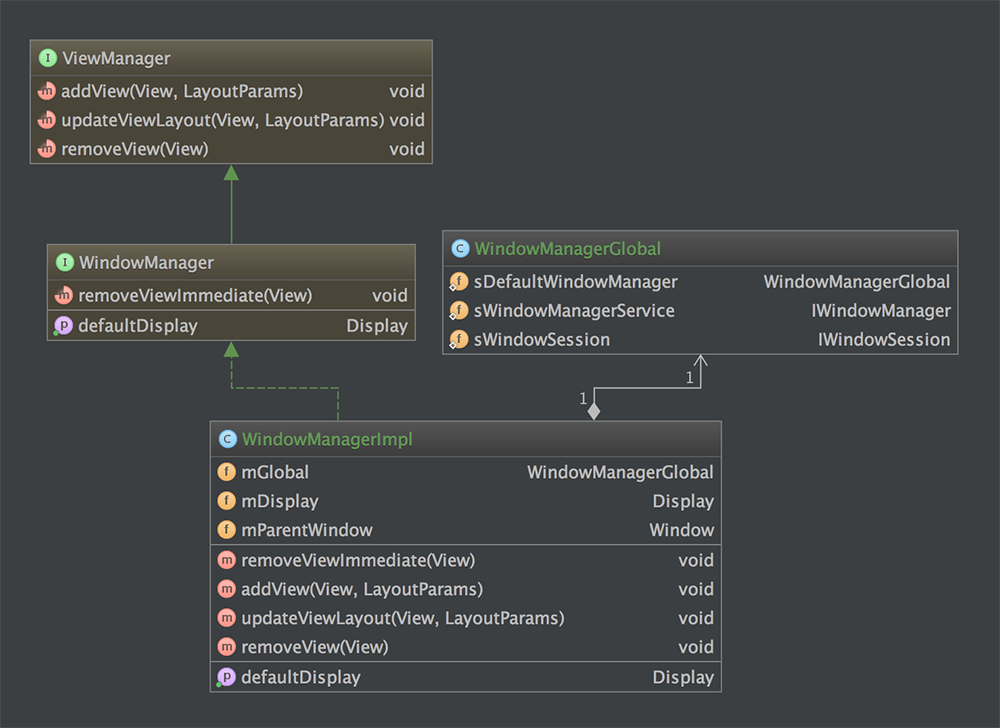 I ViewManager
m addView(View, LayoutParams) void
m updateViewLayout(View, LayoutParams) void
m removeView(View) void
I WindowManager
m removeViewImmediate(View) void
p defaultDisplay Display
C WindowManagerGlobal
f sDefaultWindowManager WindowManagerGlobal
f sWindowManagerService IWindowManager
f sWindowSession IWindowSession
1
1
C WindowManagerImpl
f mGlobal WindowManagerGlobal
f mDisplay Display
f mParentWindow Window
m removeViewImmediate(View) void
m addView(View, LayoutParams) void
m updateViewLayout(View, LayoutParams) void
m removeView(View) void
p defaultDisplay Display